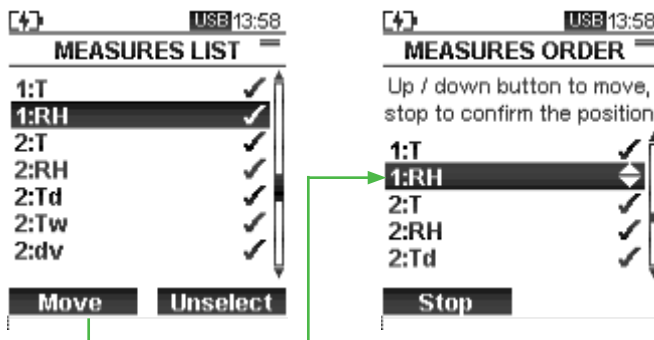 USB 13:58
MEASURES LIST
1:T
1:RH
2:T
2:RH
2:Td
2:Tw
2:dv
Move Unselect
USB 13:58
MEASURES ORDER
Up / down button to move,
stop to confirm the position
1:T
1:RH
2:T
2:RH
2:Td
Stop